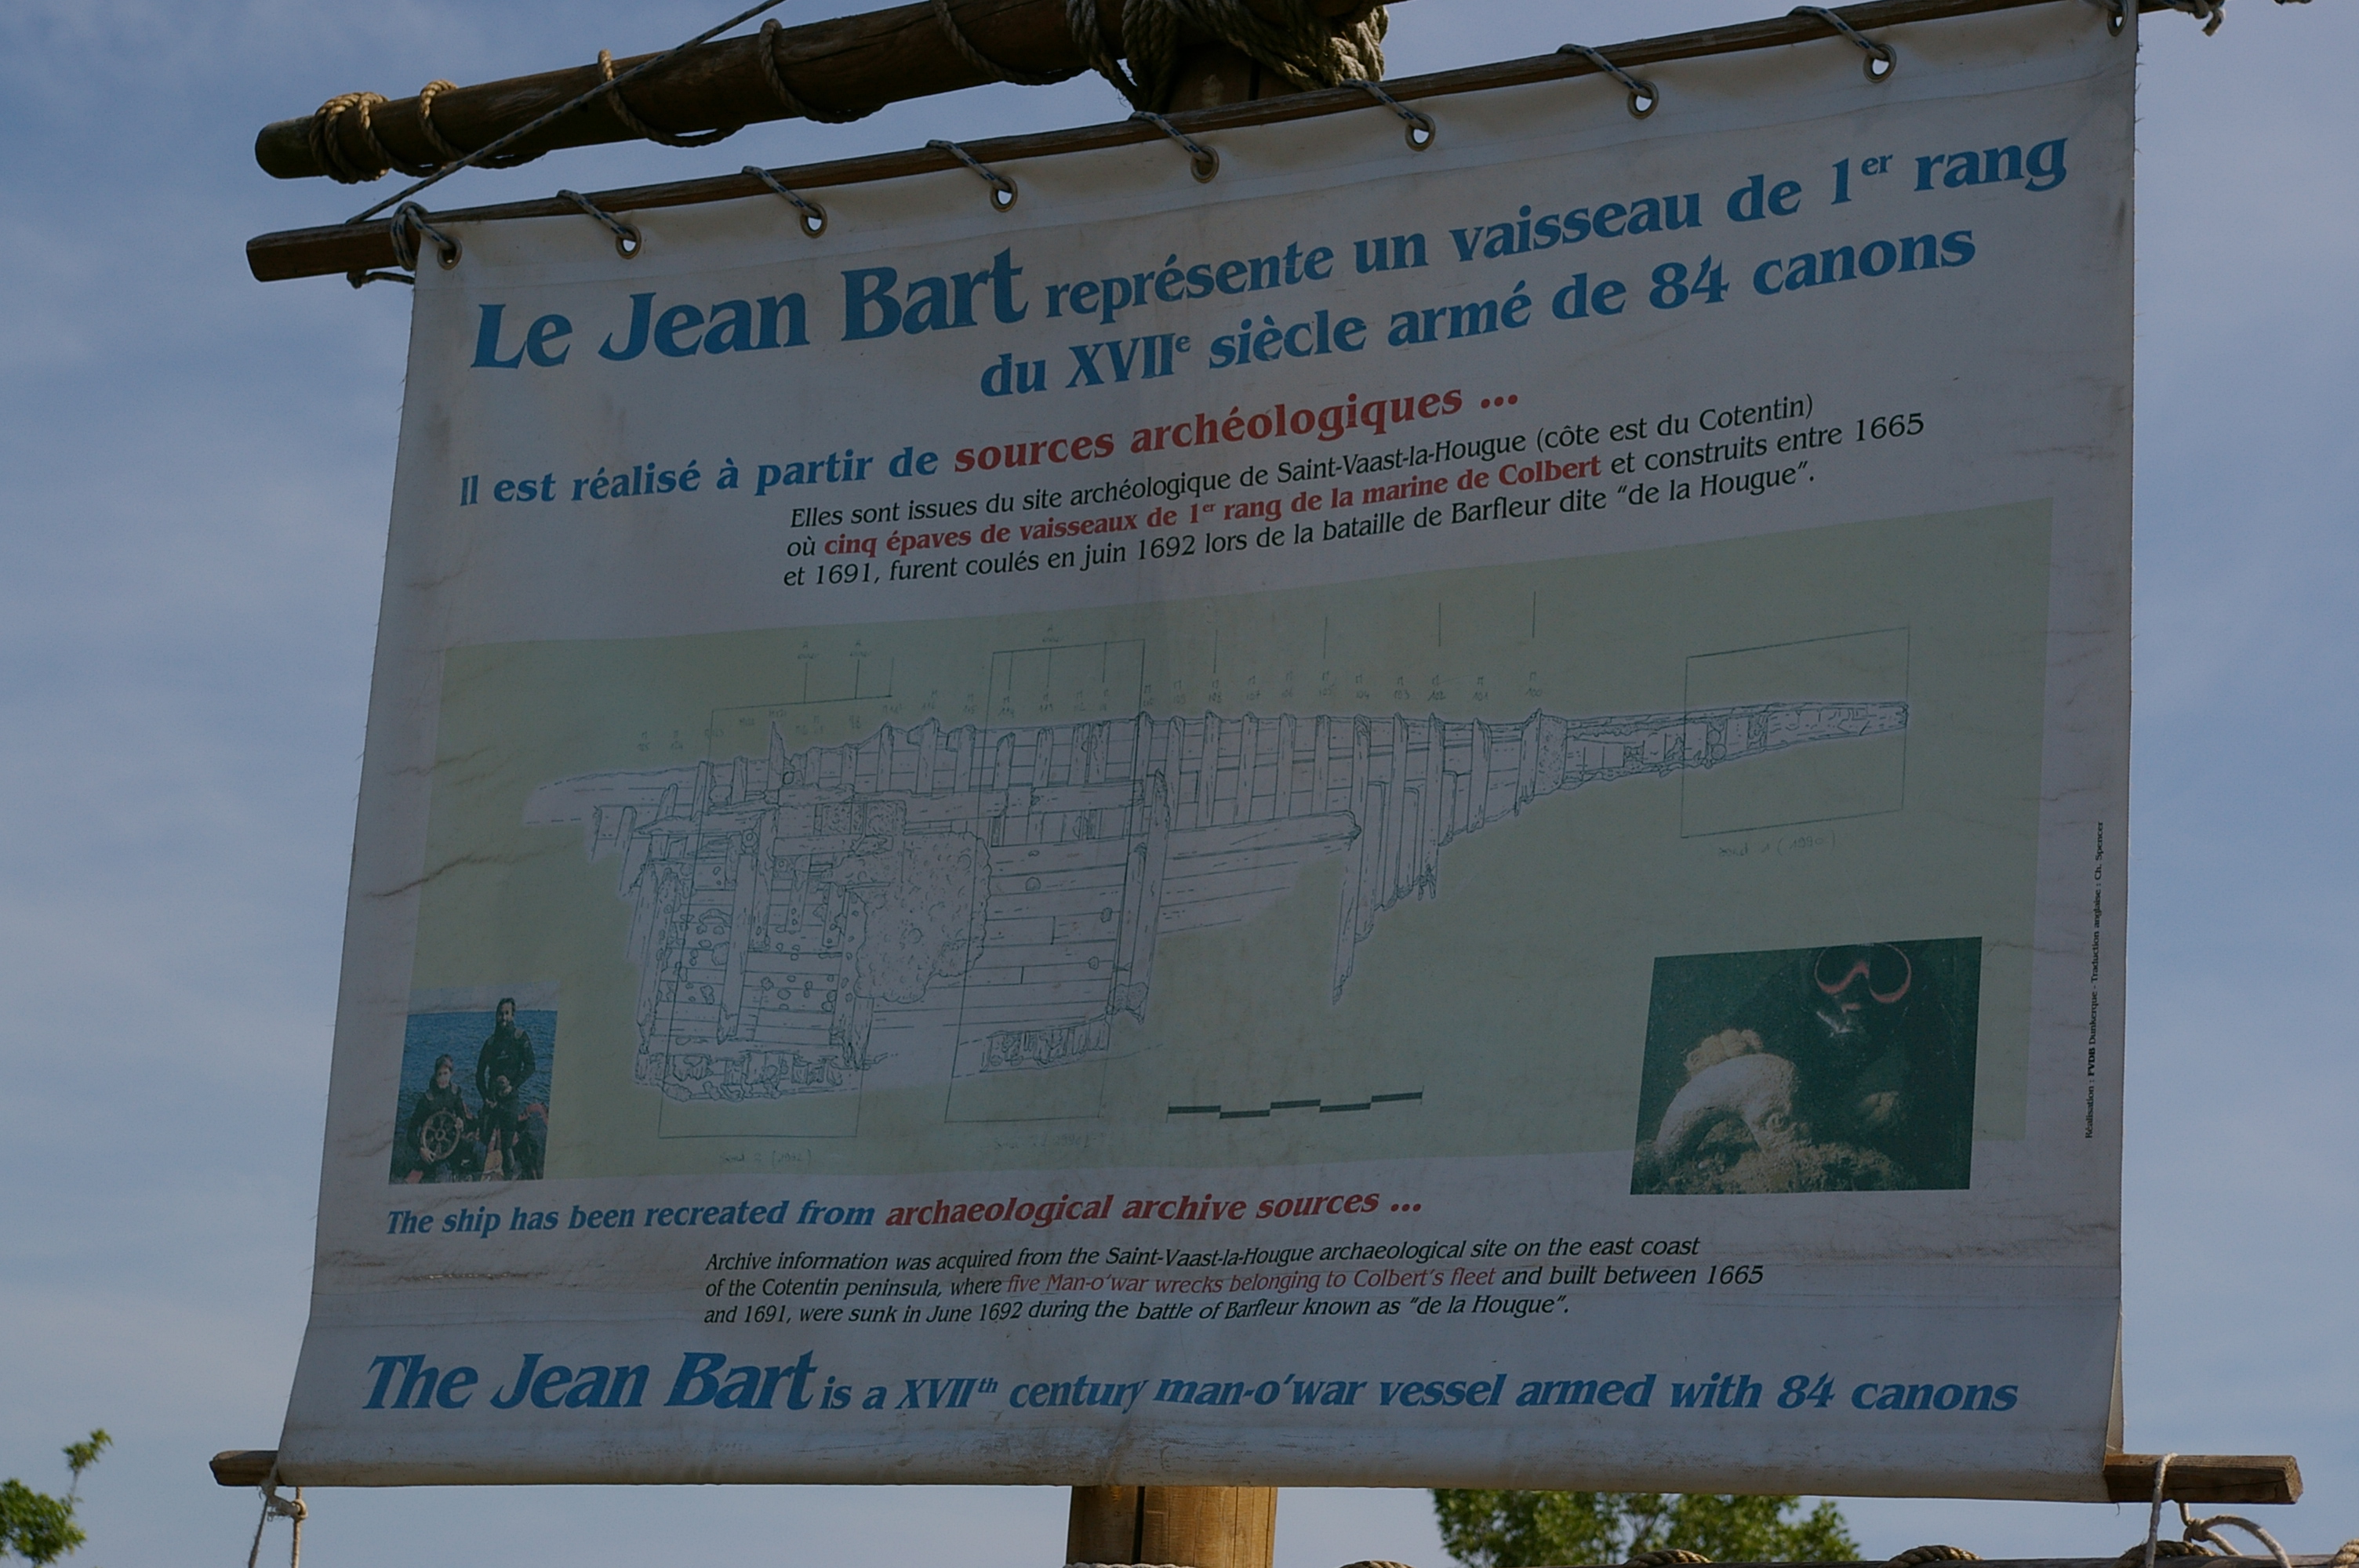 Le Jean Bart représente un vaisseau de 1er rang
du XVIIe siècle armé de 84 canons
Il est réalisé à partir de sources archéologiques ...
Elles sont issues du site archéologique de Saint-Vaast-la-Hougue (côte est du Cotentin)
où cinq épaves de vaisseaux de 1er rang de la marine de Colbert et construits entre 1665
et 1691, furent coulés en juin 1692 lors de la bataille de Barfleur dite "de la Hougue".
Réalisation : PVDB Dunkerque - Traduction anglaise : Ch. Spencer
The ship has been recreated from archaeological archive sources ...
Archive information was acquired from the Saint-Vaast-la-Hougue archaeological site on the east coast
of the Cotentin peninsula, where five Man-o'war wrecks belonging to Colbert's fleet and built between 1665
and 1691, were sunk in June 1692 during the battle of Barfleur known as "de la Hougue".
The Jean Bart is a XVIIth century man-o'war vessel armed with 84 canons